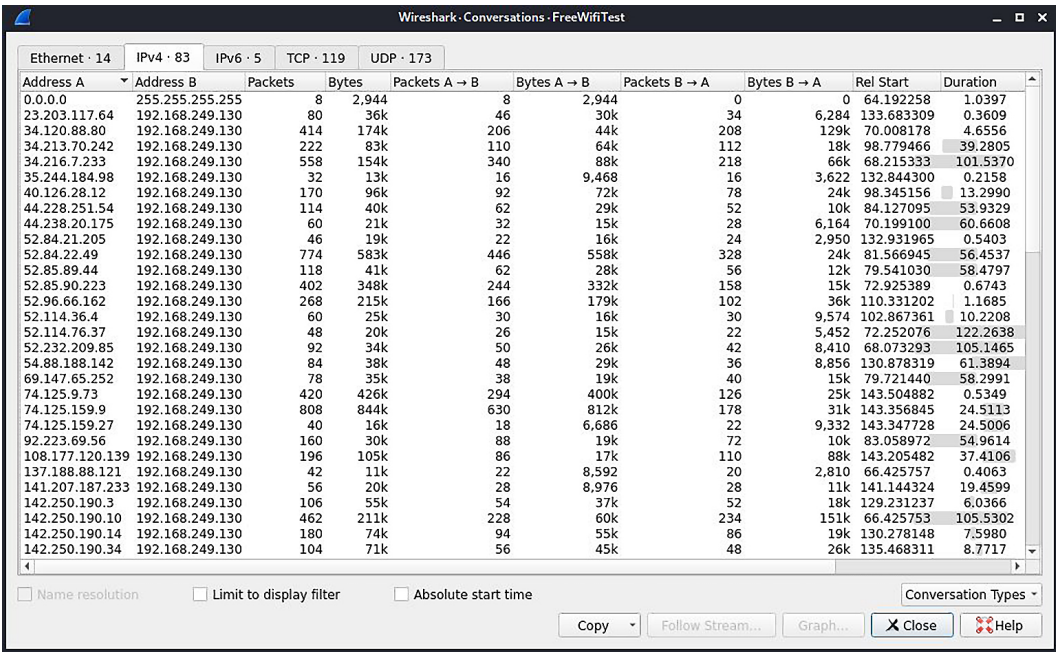 Wireshark · Conversations · FreeWifiTest
Ethernet · 14 IPv4 · 83 IPv6 · 5 TCP · 119 UDP · 173
Address A Address B Packets Bytes Packets A → B Bytes A → B Packets B → A Bytes B → A Rel Start Duration
0.0.0.0 255.255.255.255 8 2,944 8 2,944 0 0 64.192258 1.0397
23.203.117.64 192.168.249.130 80 36k 46 30k 34 6,284 133.683309 0.3609
34.120.88.80 192.168.249.130 414 174k 206 44k 208 129k 70.008178 4.6556
34.213.70.242 192.168.249.130 222 83k 110 64k 112 18k 98.779466 39.2805
34.216.7.233 192.168.249.130 558 154k 340 88k 218 66k 68.215333 101.5370
35.244.184.98 192.168.249.130 32 13k 16 9,468 16 3,622 132.844300 0.2158
40.126.28.12 192.168.249.130 170 96k 92 72k 78 24k 98.345156 13.2990
44.228.251.54 192.168.249.130 114 40k 62 29k 52 10k 84.127095 53.9329
44.238.20.175 192.168.249.130 60 21k 32 15k 28 6,164 70.199100 60.6608
52.84.21.205 192.168.249.130 46 19k 22 16k 24 2,950 132.931965 0.5403
52.84.22.49 192.168.249.130 774 583k 446 558k 328 24k 81.566945 56.4537
52.85.89.44 192.168.249.130 118 41k 62 28k 56 12k 79.541030 58.4797
52.85.90.223 192.168.249.130 402 348k 244 332k 158 15k 72.925389 0.6743
52.96.66.162 192.168.249.130 268 215k 166 179k 102 36k 110.331202 1.1685
52.114.36.4 192.168.249.130 60 25k 30 16k 30 9,574 102.867361 10.2208
52.114.76.37 192.168.249.130 48 20k 26 15k 22 5,452 72.252076 122.2638
52.232.209.85 192.168.249.130 92 34k 50 26k 42 8,410 68.073293 105.1465
54.88.188.142 192.168.249.130 84 38k 48 29k 36 8,856 130.878319 61.3894
69.147.65.252 192.168.249.130 78 35k 38 19k 40 15k 79.721440 58.2991
74.125.9.73 192.168.249.130 420 426k 294 400k 126 25k 143.504882 0.5349
74.125.159.9 192.168.249.130 808 844k 630 812k 178 31k 143.356845 24.5113
74.125.159.27 192.168.249.130 40 16k 18 6,686 22 9,332 143.347728 24.5006
92.223.69.56 192.168.249.130 160 30k 88 19k 72 10k 83.058972 54.9614
108.177.120.139 192.168.249.130 196 105k 86 17k 110 88k 143.205482 37.4106
137.188.88.121 192.168.249.130 42 11k 22 8,592 20 2,810 66.425757 0.4063
141.207.187.233 192.168.249.130 56 20k 28 8,976 28 11k 141.144324 19.4599
142.250.190.3 192.168.249.130 106 55k 54 37k 52 18k 129.231237 6.0366
142.250.190.10 192.168.249.130 462 211k 228 60k 234 151k 66.425753 105.5302
142.250.190.14 192.168.249.130 180 74k 94 55k 86 19k 130.278148 7.5980
142.250.190.34 192.168.249.130 104 71k 56 45k 48 26k 135.468311 8.7717
Name resolution Limit to display filter Absolute start time Conversation Types
Copy Follow Stream... Graph... Close Help